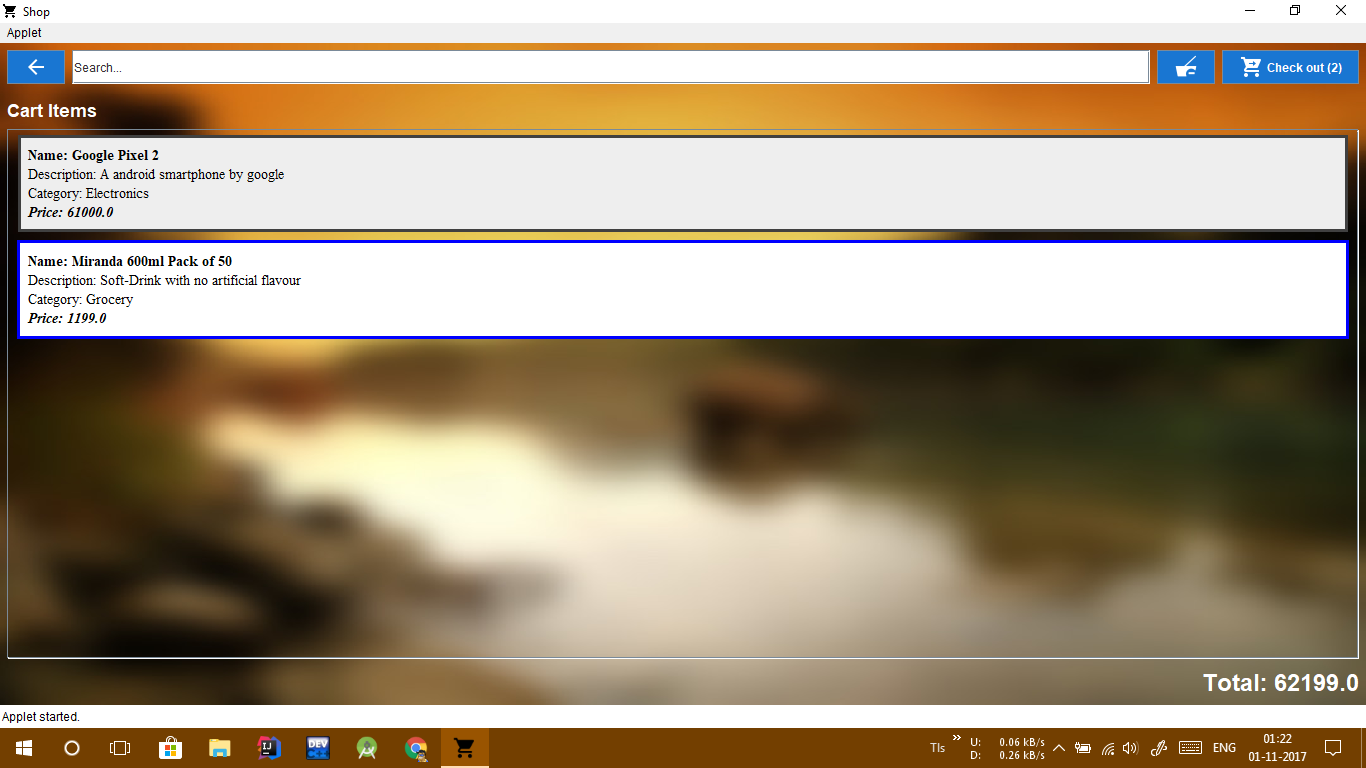 Shop
Applet
Search...
Check out (2)
Cart Items
Name: Google Pixel 2
Description: A android smartphone by google
Category: Electronics
Price: 61000.0
Name: Miranda 600ml Pack of 50
Description: Soft-Drink with no artificial flavour
Category: Grocery
Price: 1199.0
Total: 62199.0
Applet started.
IJ
DEV
C++
TIs
U: 0.06 kB/s
D: 0.26 kB/s
ENG
01:22
01-11-2017